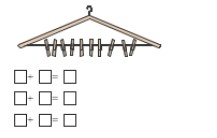 □ + □ = □
□ + □ = □
□ + □ = □